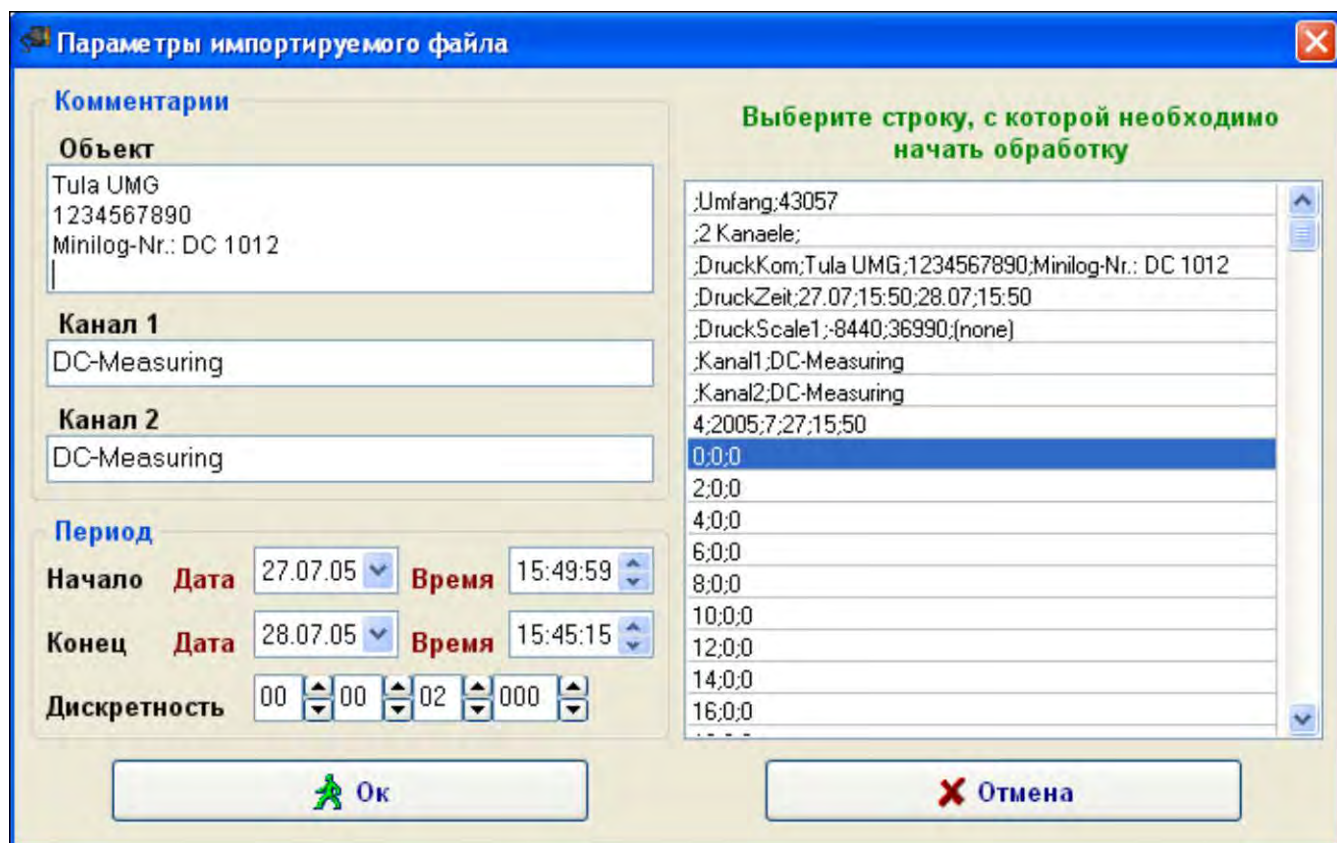 Параметры импортируемого файла
Комментарии
Объект
Tula UMG
1234567890
Minilog-Nr.: DC 1012
Канал 1
DC-Measuring
Канал 2
DC-Measuring
Период
Начало Дата 27.07.05 Время 15:49:59
Конец Дата 28.07.05 Время 15:45:15
Дискретность 00 00 02 000
Ок
Выберите строку, с которой необходимо
начать обработку
;Umfang;43057
;2 Kanaele;
;DruckKom;Tula UMG;1234567890;Minilog-Nr.: DC 1012
;DruckZeit;27.07;15:50;28.07;15:50
;DruckScale1;-8440;36990;(none)
;Kanal1;DC-Measuring
;Kanal2;DC-Measuring
4;2005;7;27;15;50
0;0;0
2;0;0
4;0;0
6;0;0
8;0;0
10;0;0
12;0;0
14;0;0
16;0;0
Отмена